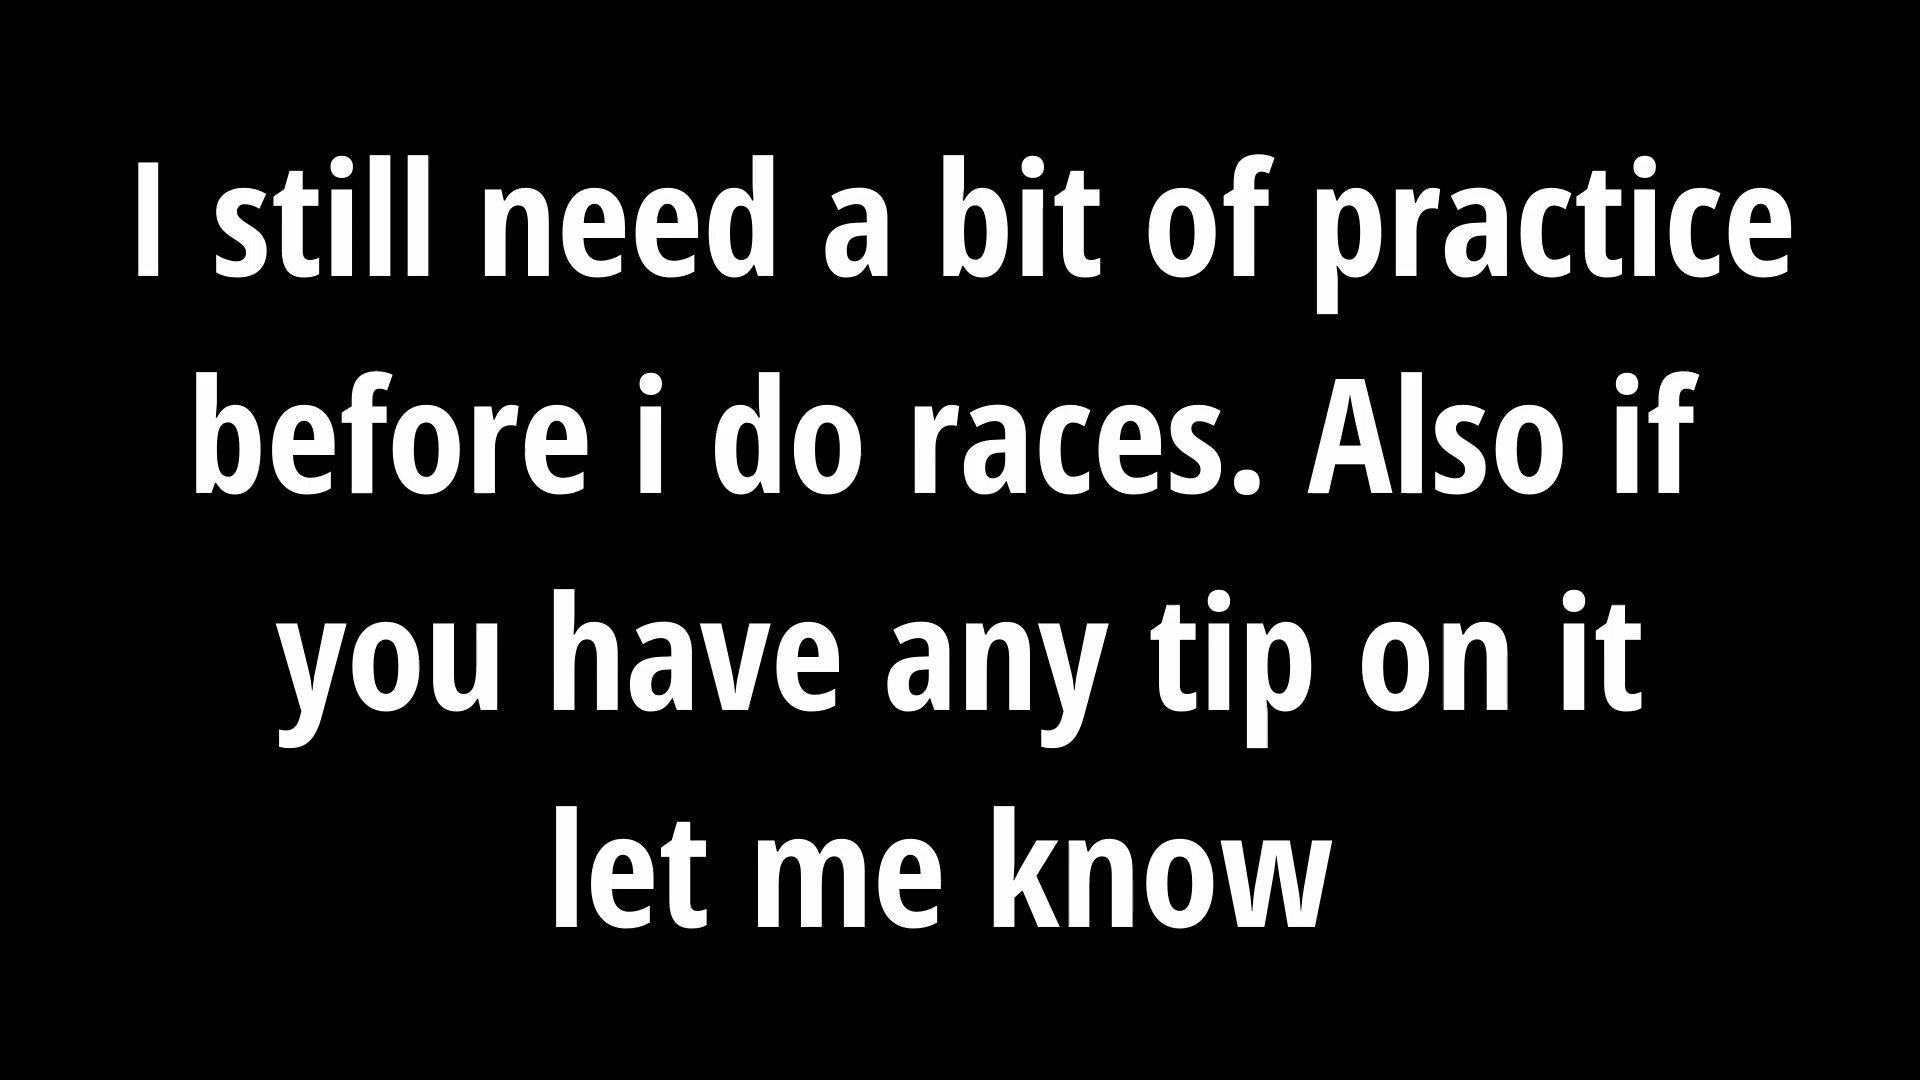 I still need a bit of practice
before i do races. Also if
you have any tip on it
let me know